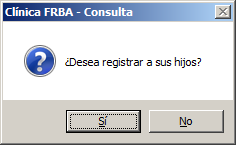 Clínica FRBA - Consulta
¿Desea registrar a sus hijos?
Sí
No